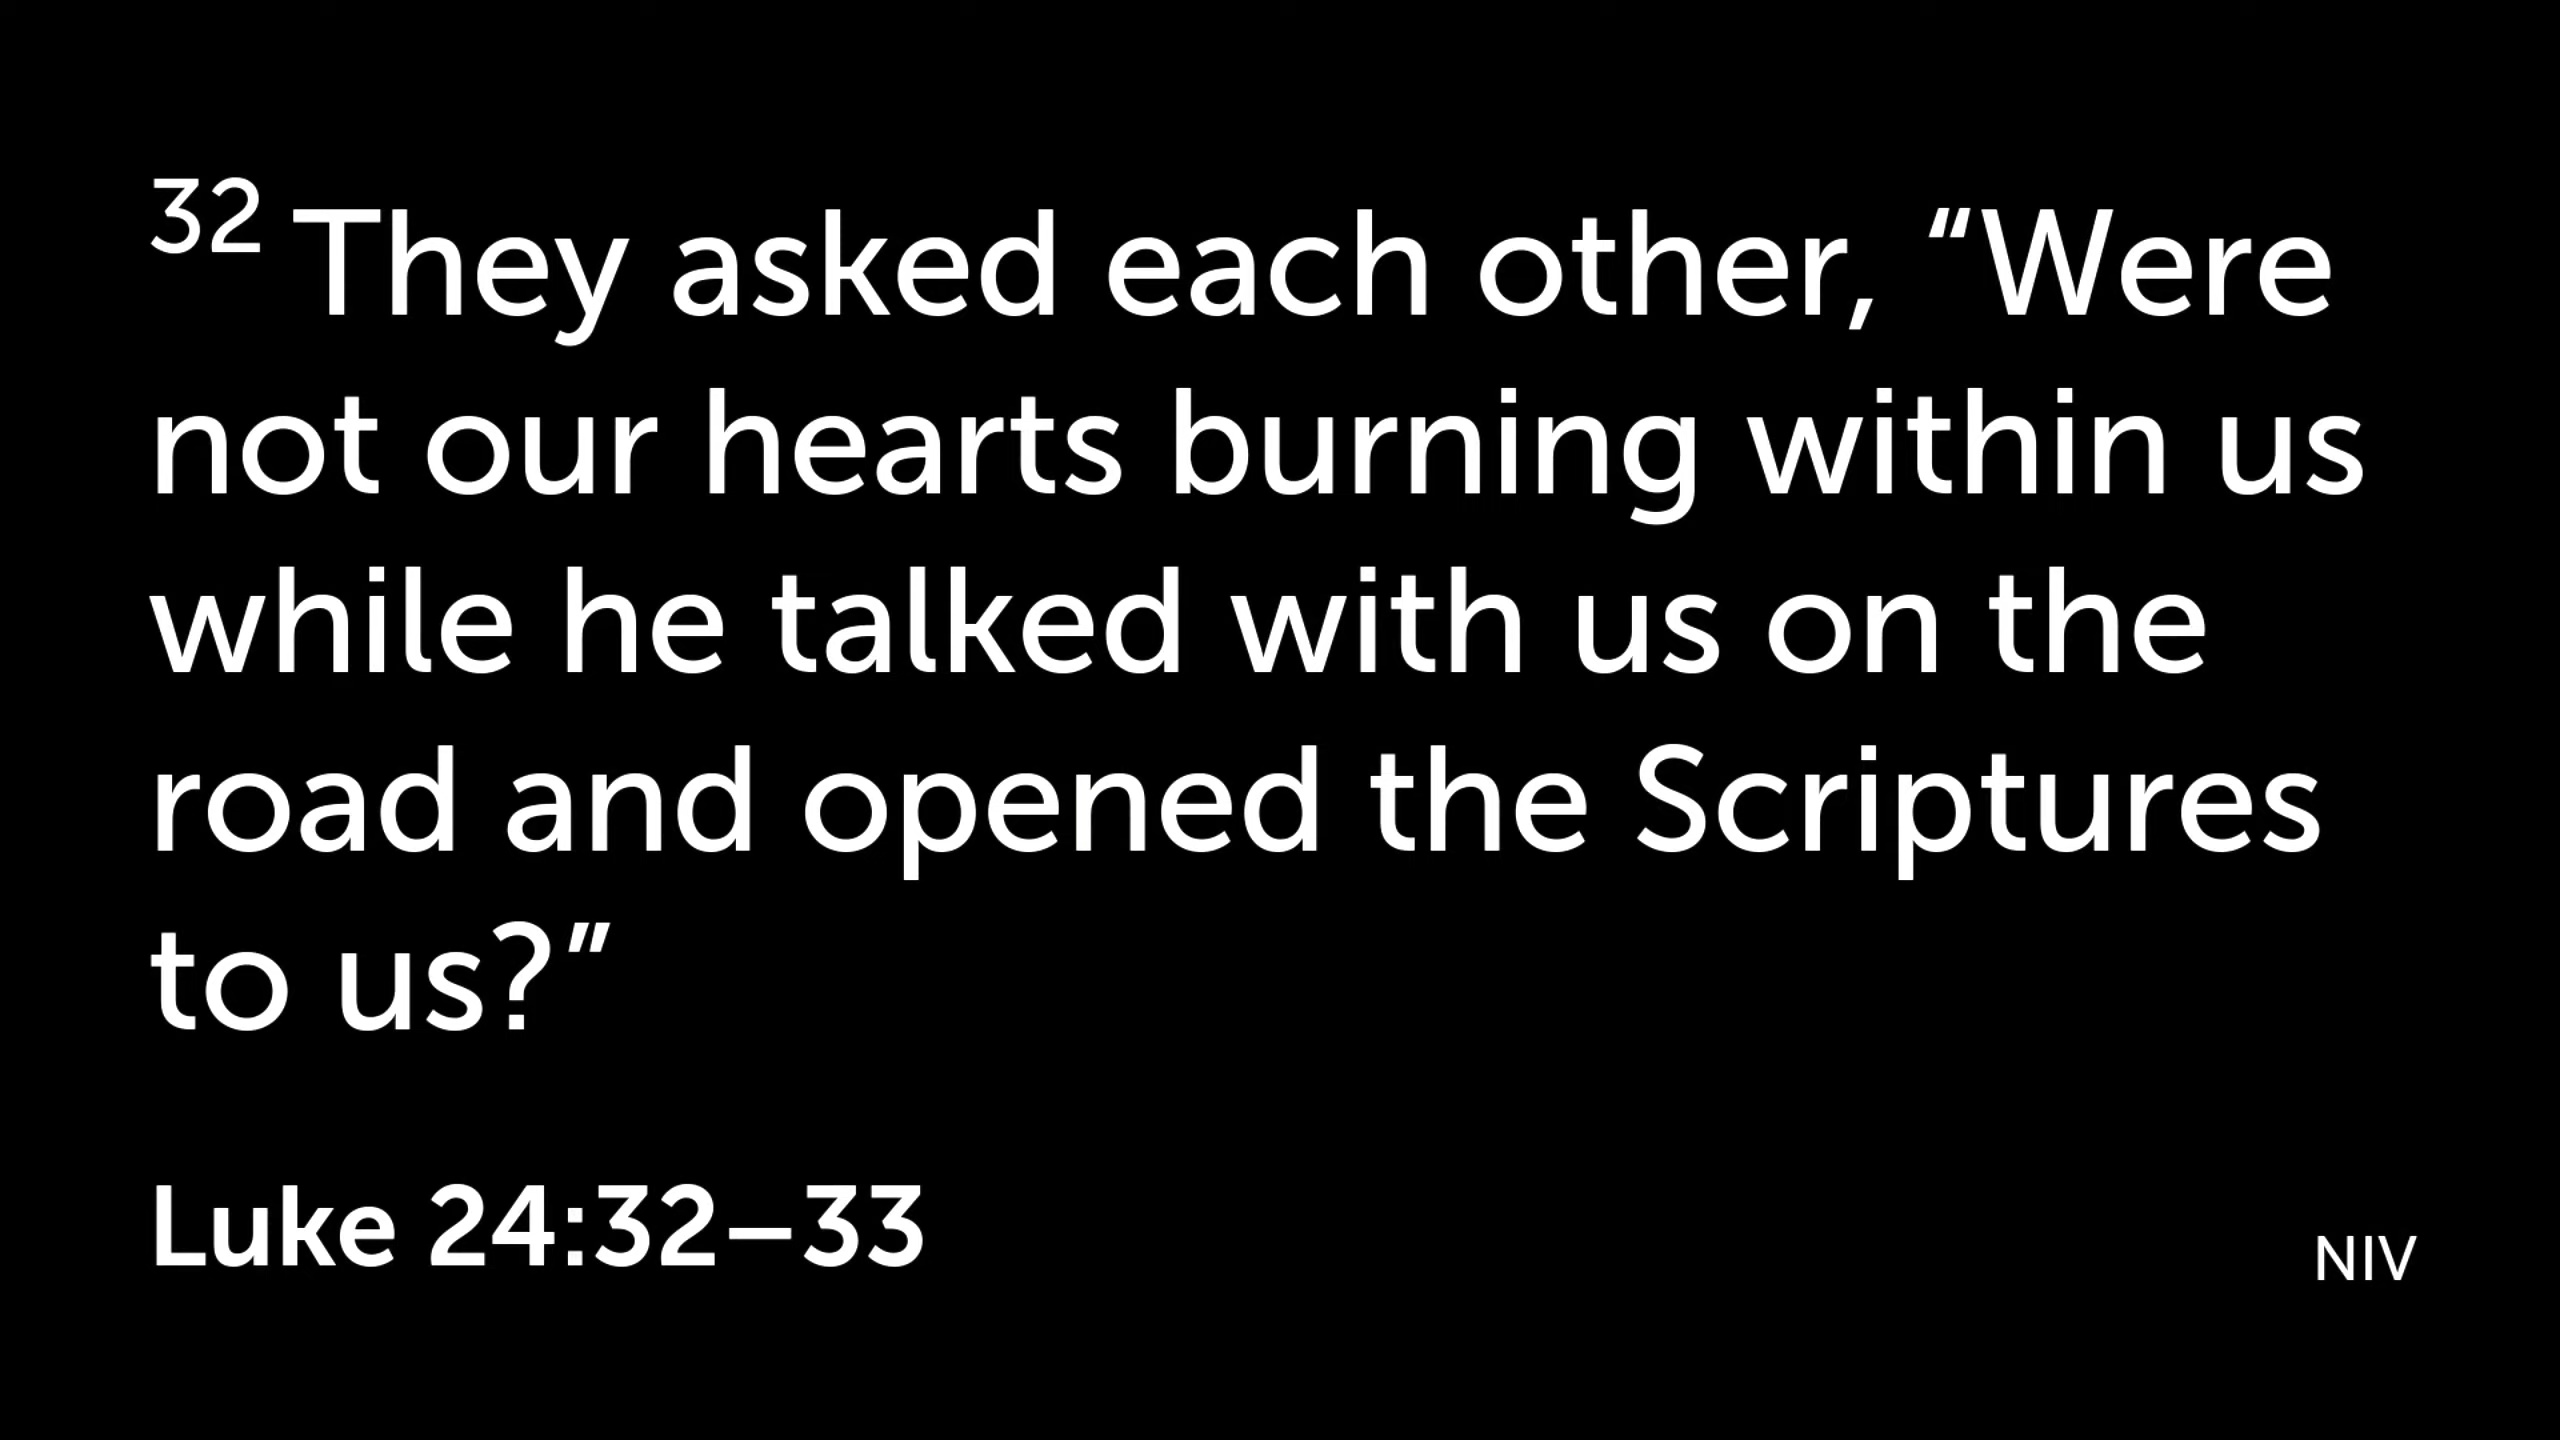 32 They asked each other, “Were
not our hearts burning within us
while he talked with us on the
road and opened the Scriptures
to us?”
Luke 24:32–33
NIV